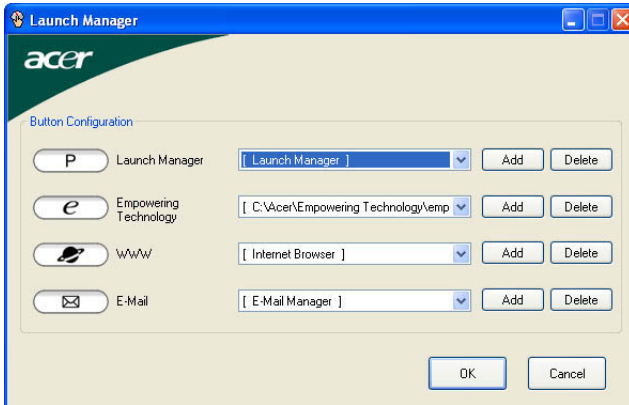 Launch Manager
acer
Button Configuration
P Launch Manager [ Launch Manager ] Add Delete
e Empowering Technology [ C:\Acer\Empowering Technology\emp Add Delete
WWW [ Internet Browser ] Add Delete
E-Mail [ E-Mail Manager ] Add Delete
OK Cancel